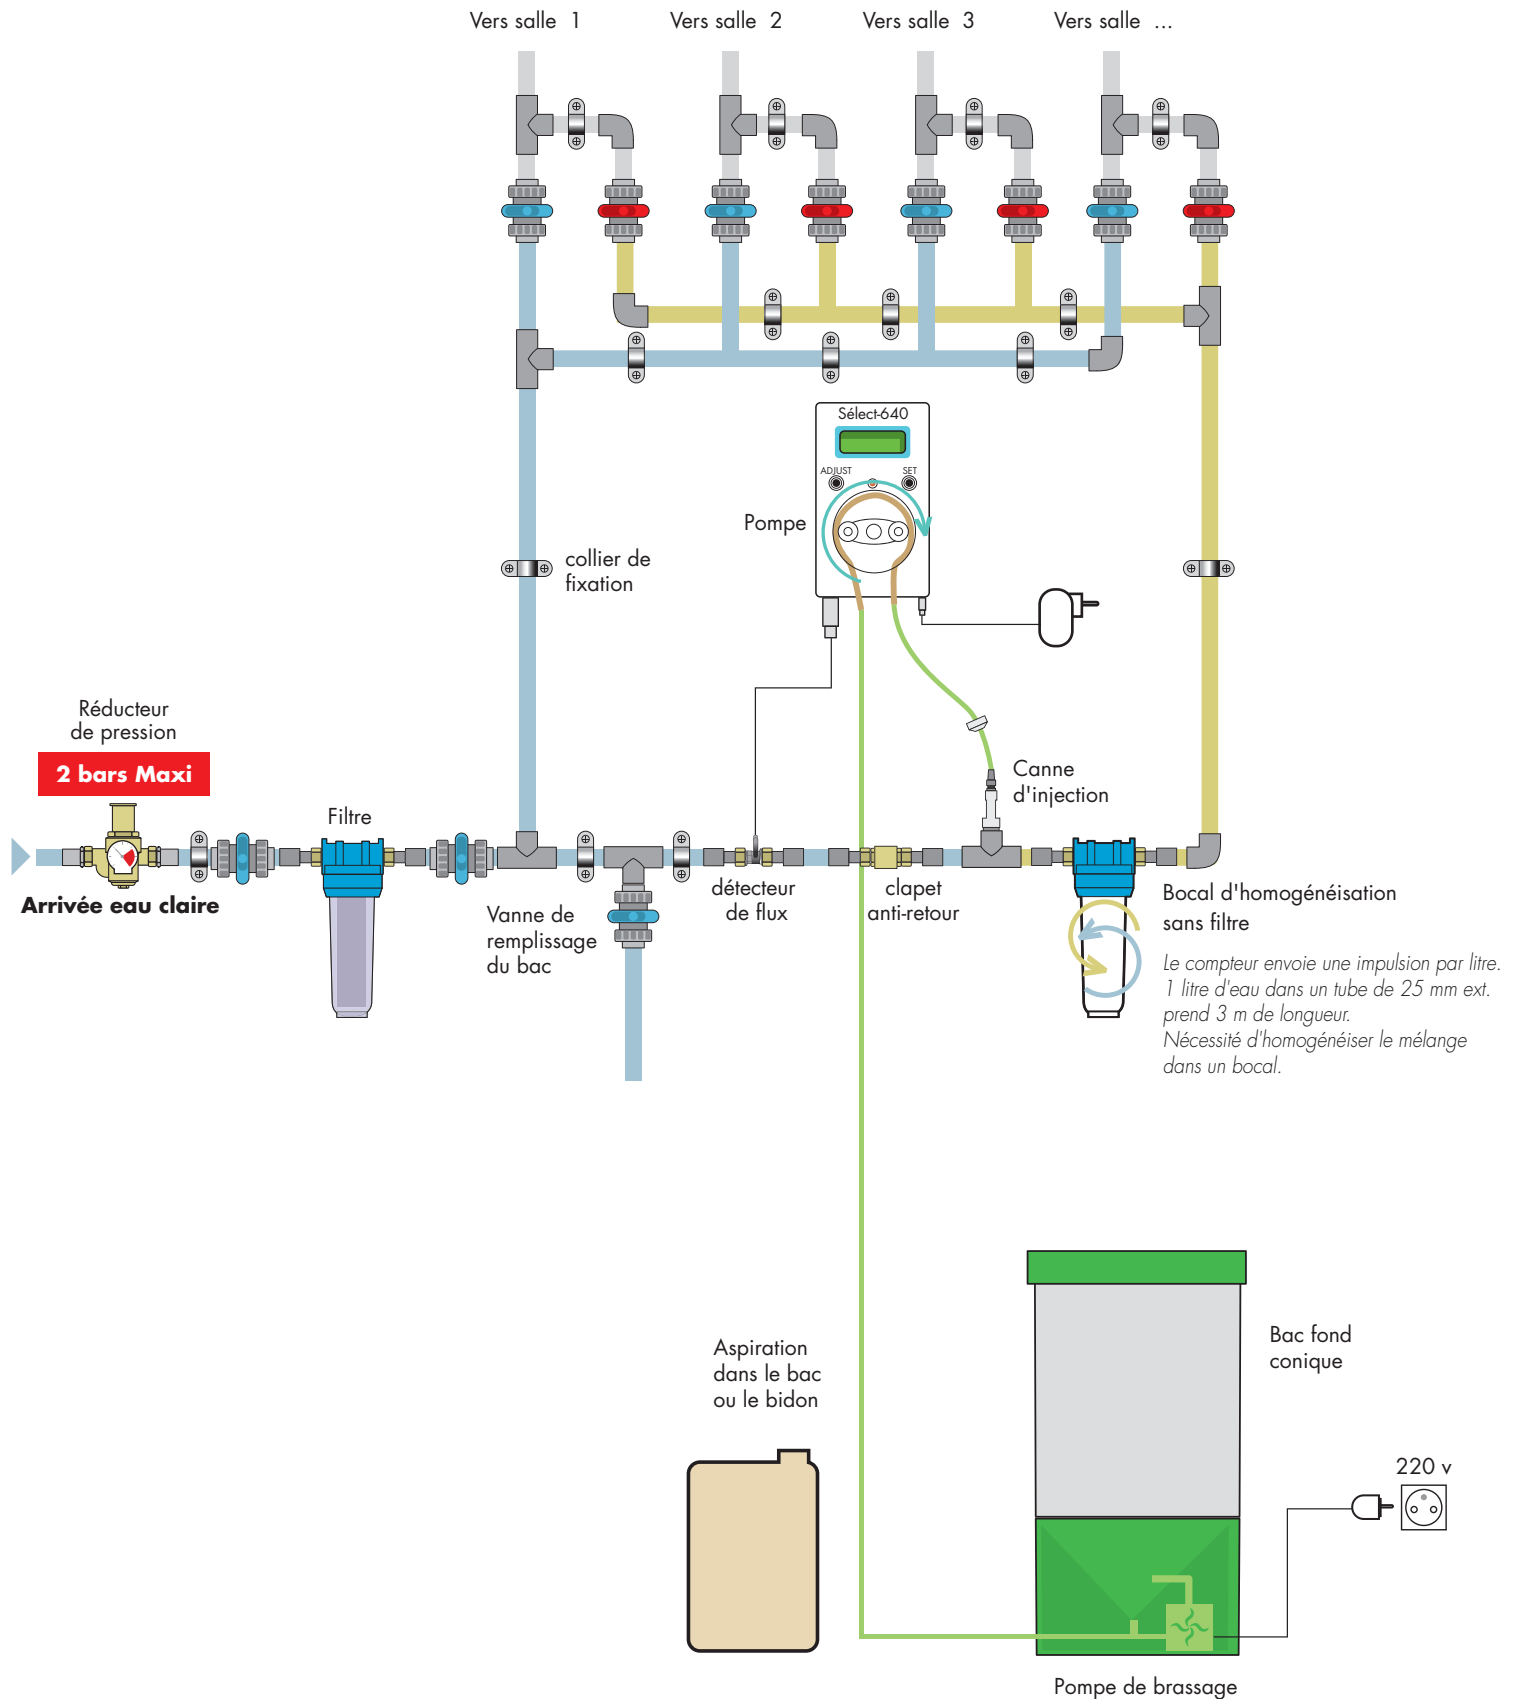 Vers salle 1
Vers salle 2
Vers salle 3
Vers salle ...
Sélect-640
ADJUST
SET
Pompe
collier de
fixation
Réducteur
de pression
2 bars Maxi
Filtre
Canne
d'injection
Arrivée eau claire
Vanne de
remplissage
du bac
détecteur
de flux
clapet
anti-retour
Bocal d'homogénéisation
sans filtre
Le compteur envoie une impulsion par litre.
1 litre d'eau dans un tube de 25 mm ext.
prend 3 m de longueur.
Nécessité d'homogénéiser le mélange
dans un bocal.
Aspiration
dans le bac
ou le bidon
Bac fond
conique
220 v
Pompe de brassage